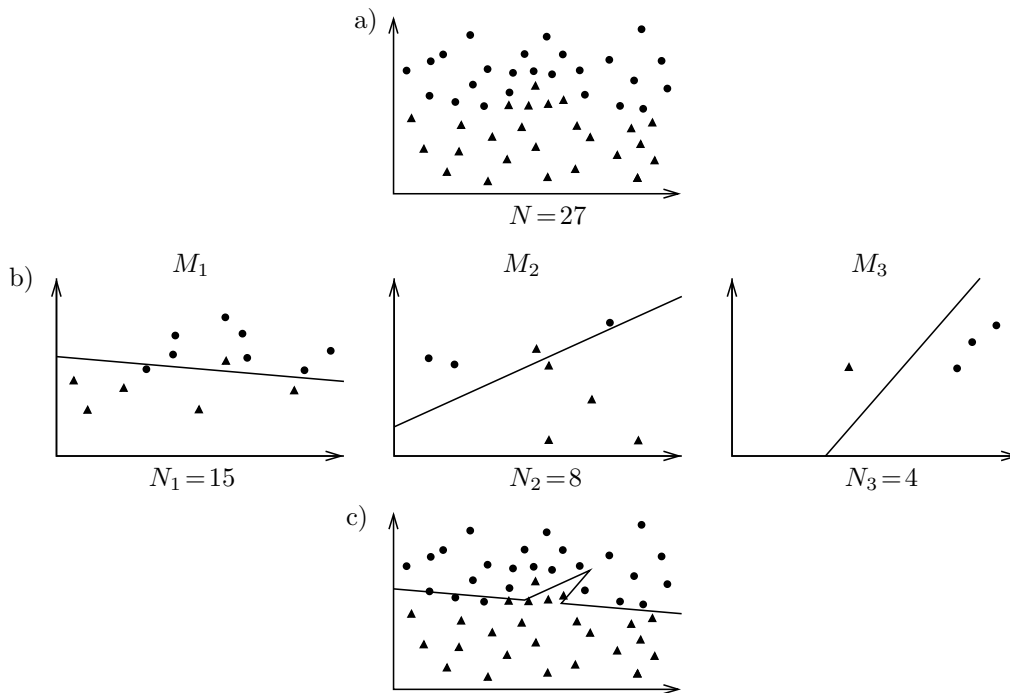 a)
N = 27
b)
M₁
M₂
M₃
N₁ = 15
N₂ = 8
N₃ = 4
c)